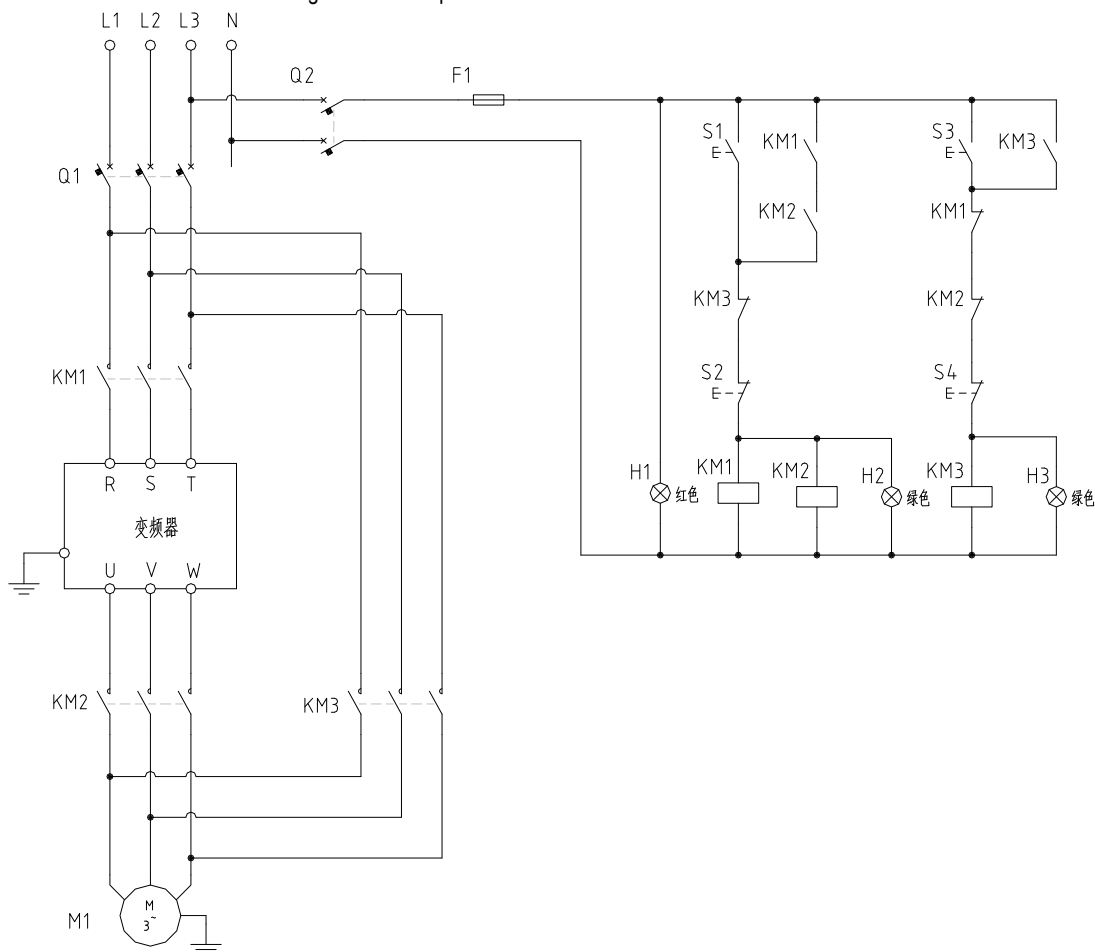 L1 L2 L3 N
Q2 F1
S1 KM1 S3 KM3
Q1
KM2 KM1
KM3 KM2
KM1 S2 S4
H1 红色 KM1 KM2 H2 绿色 KM3 H3 绿色
R S T
变频器
U V W
KM2 KM3
M1 M
3~